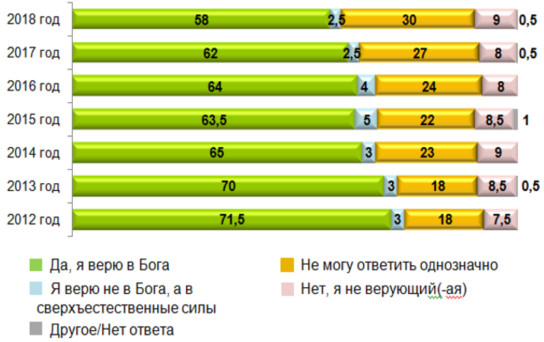 2018 год 58 2,5 30 9 0,5
2017 год 62 2,5 27 8 0,5
2016 год 64 4 24 8
2015 год 63,5 5 22 8,5 1
2014 год 65 3 23 9
2013 год 70 3 18 8,5 0,5
2012 год 71,5 3 18 7,5
Да, я верю в Бога
Я верю не в Бога, а в
сверхъестественные силы
Другое/Нет ответа
Не могу ответить однозначно
Нет, я не верующий(-ая)